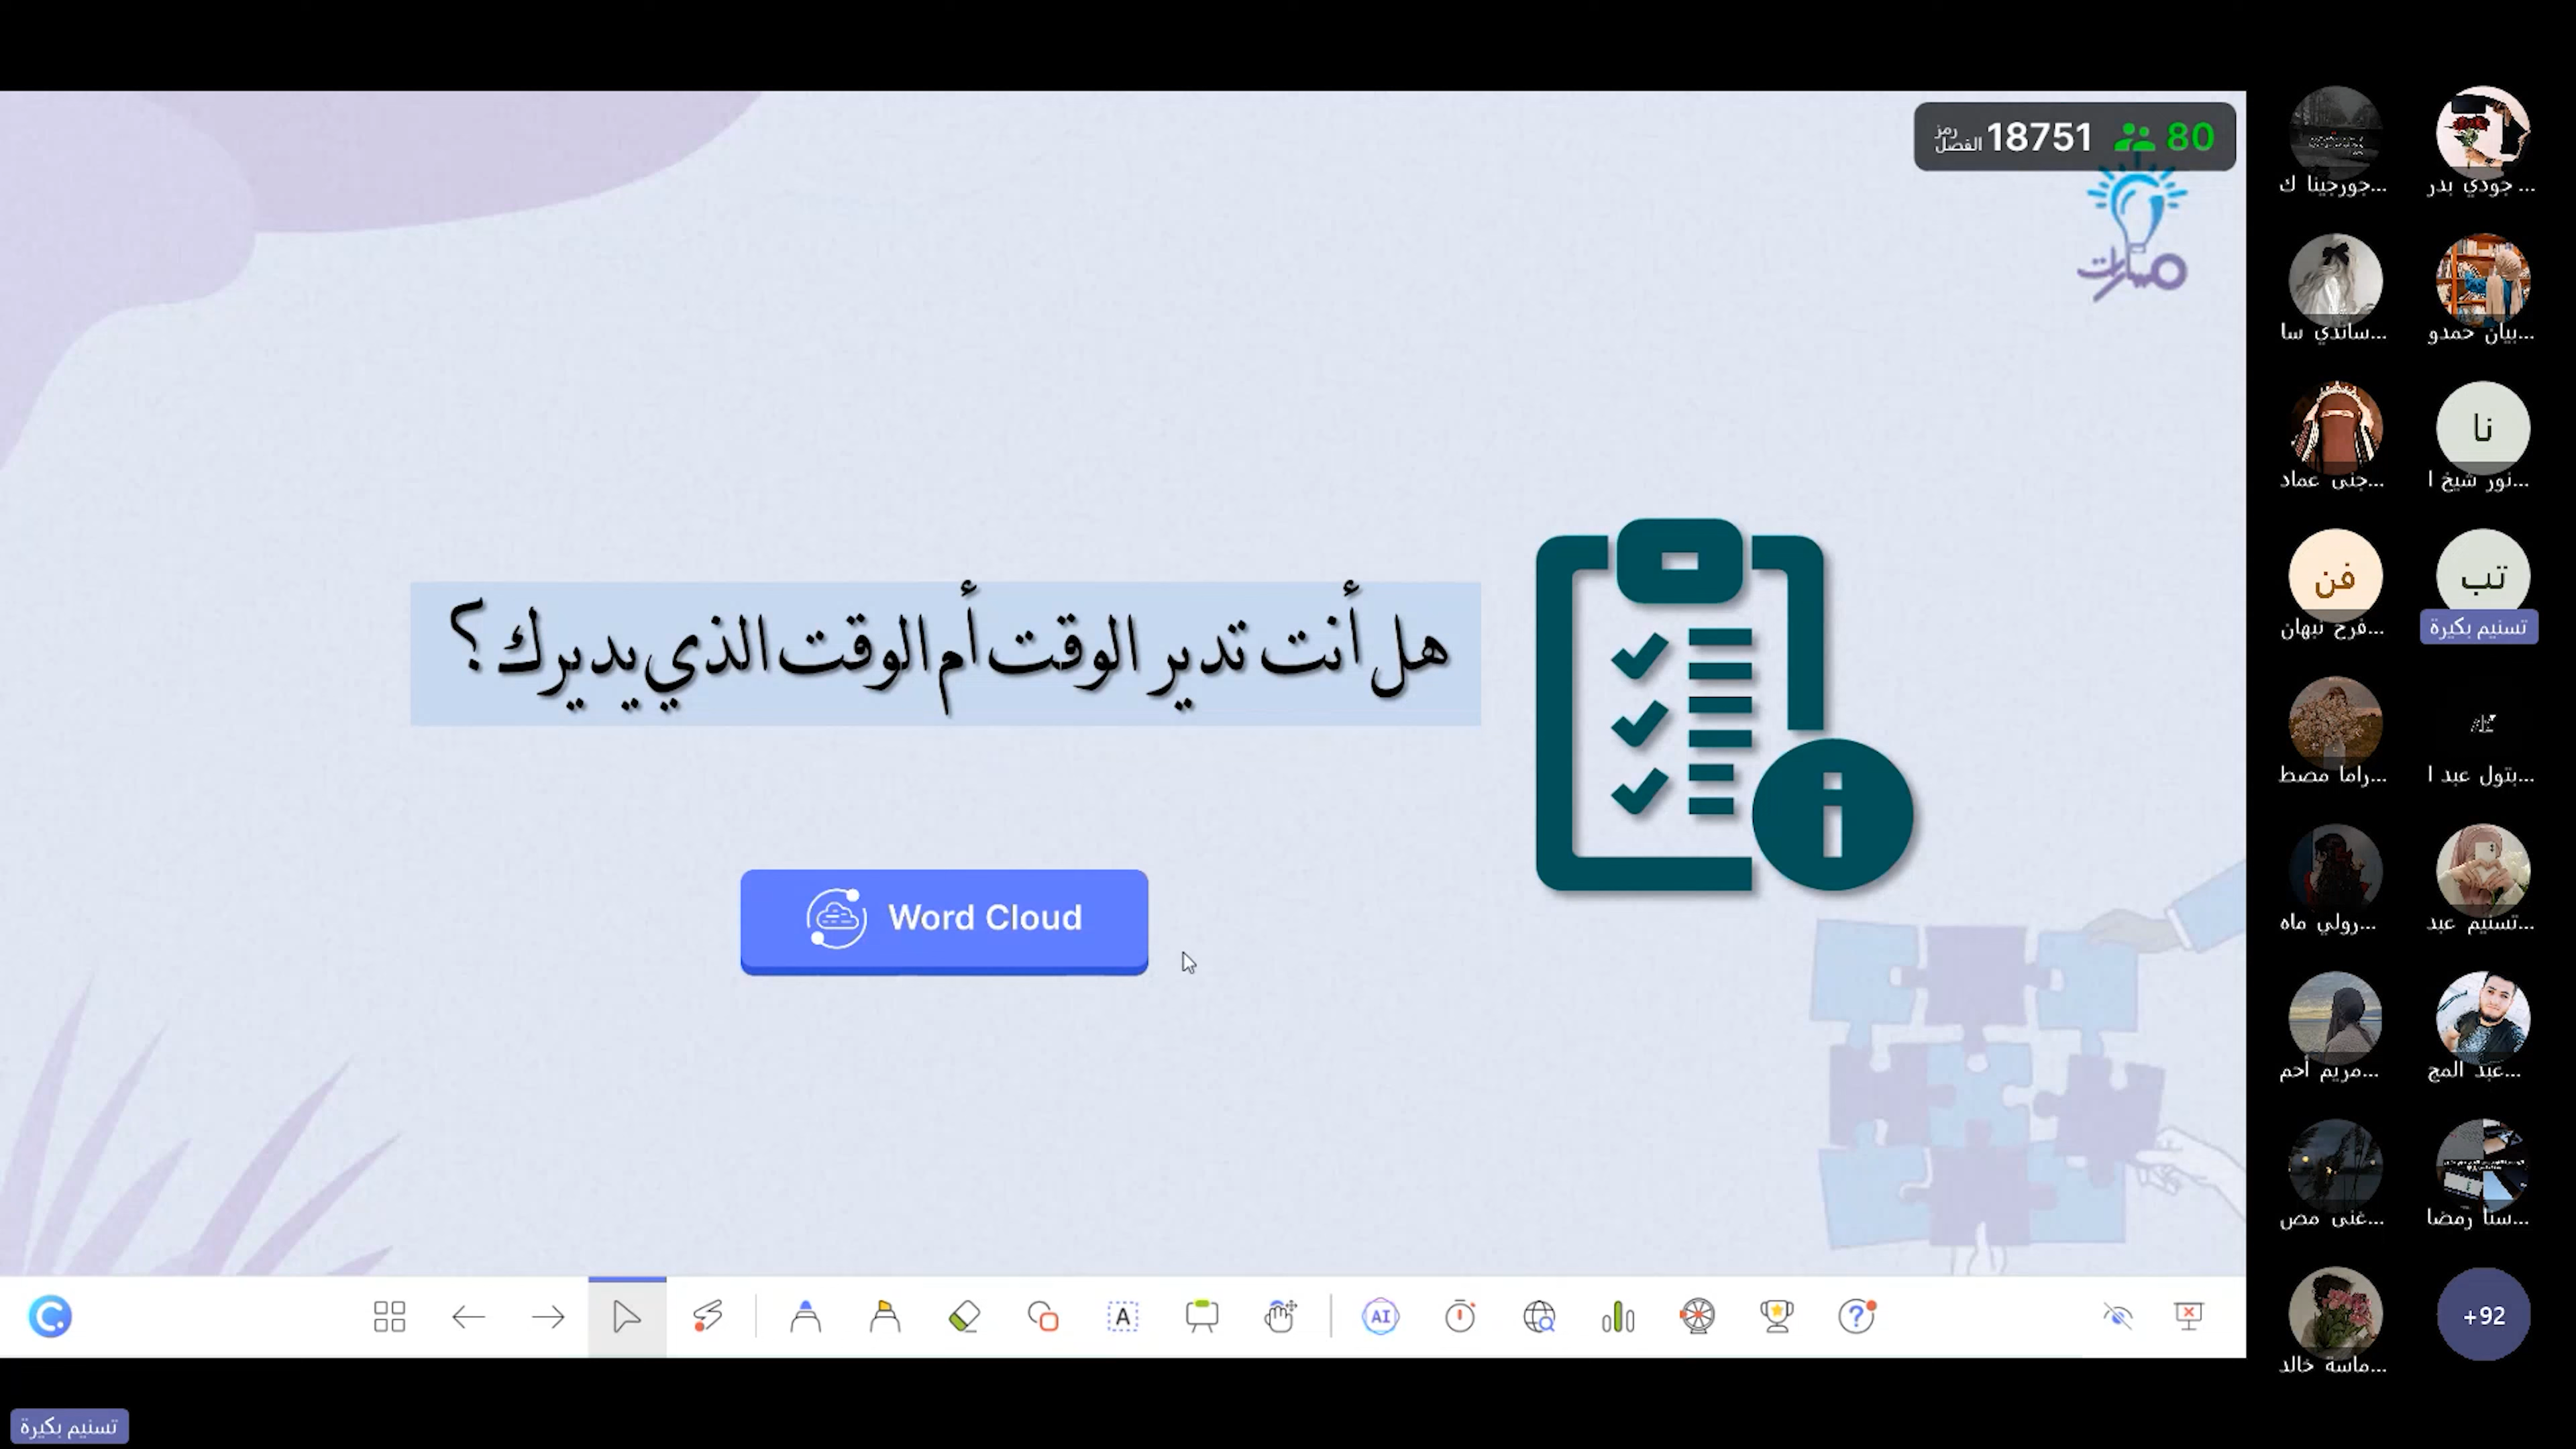 رمز الفصل 18751 80
مهارات
هل أنت تدير الوقت أم الوقت الذي يديرك ؟
Word Cloud
A
AI
جورجينا ك...
جودي بدر ...
ساندي سا...
بيان حمدو...
جنى عماد...
نا
نور شيخ ا...
فن
فرح نبهان...
تب
تسنيم بكيرة
راما مصط...
بتول عبد ا...
رولي ماه...
تسنيم عبد...
مريم أحم...
عبد المج...
غنى مص...
سنا رمضا...
ماسة خالد...
+92
تسنيم بكيرة